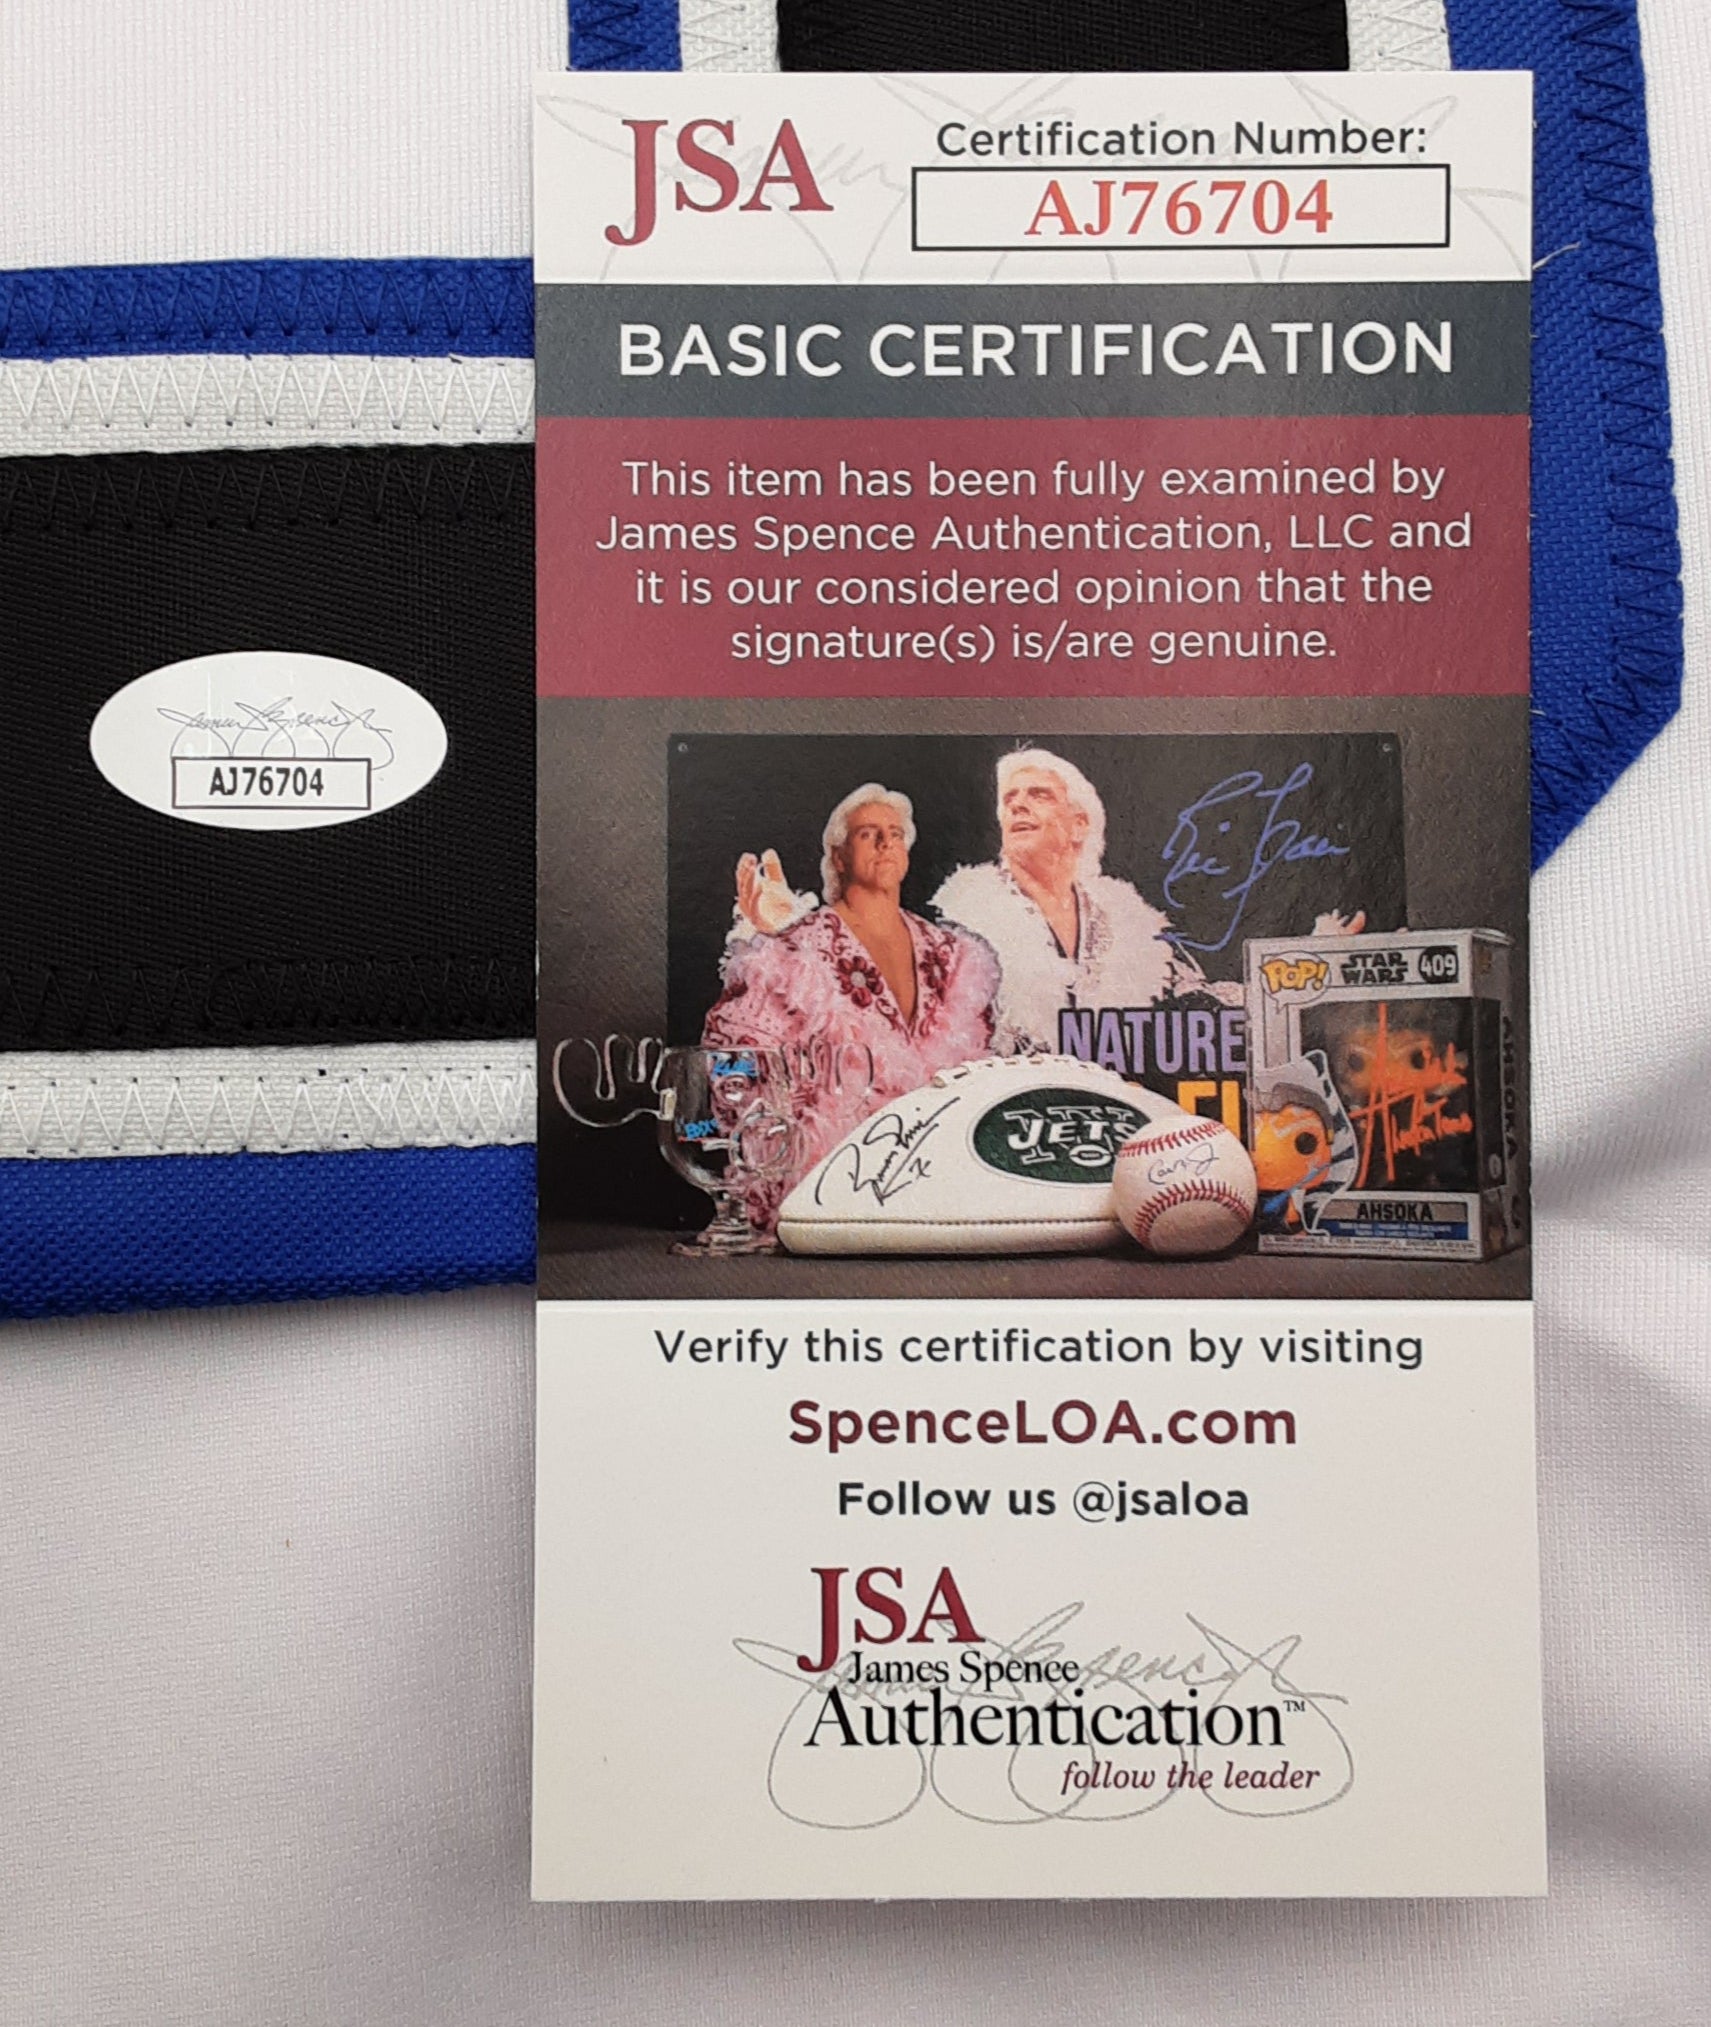 JSA
Certification Number:
AJ76704
BASIC CERTIFICATION
This item has been fully examined by
James Spence Authentication, LLC and
it is our considered opinion that the
signature(s) is/are genuine.
AJ76704
POP!
STAR
WARS
409
NATURE
JETS
AHSOKA
AHSOKA
Verify this certification by visiting
SpenceLOA.com
Follow us @jsaloa
JSA
James Spence
Authentication™
follow the leader